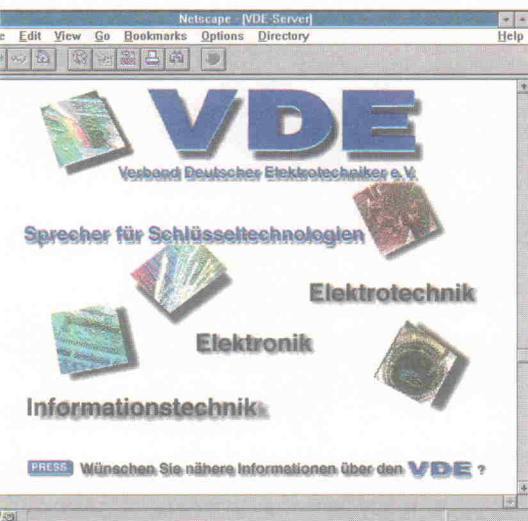 Netscape - [VDE-Server]
Edit View Go Bookmarks Options Directory Help
VDE
Verband Deutscher Elektrotechniker e.V.
Sprecher für Schlüsseltechnologien
Elektrotechnik
Elektronik
Informationstechnik
PRESS Wünschen Sie nähere Informationen über den VDE ?